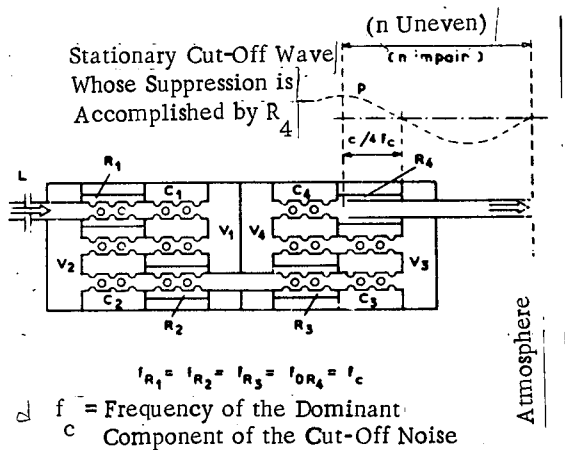 (n Uneven)
(n impair)
Stationary Cut-Off Wave
Whose Suppression is
Accomplished by R4
p
c/4 fc
R1
C1
C4
R4
L
V1
V4
V2
V3
C2
C3
R2
R3
fR1 = fR2 = fR3 = fDR4 = fc
Atmosphere
fc = Frequency of the Dominant
Component of the Cut-Off Noise